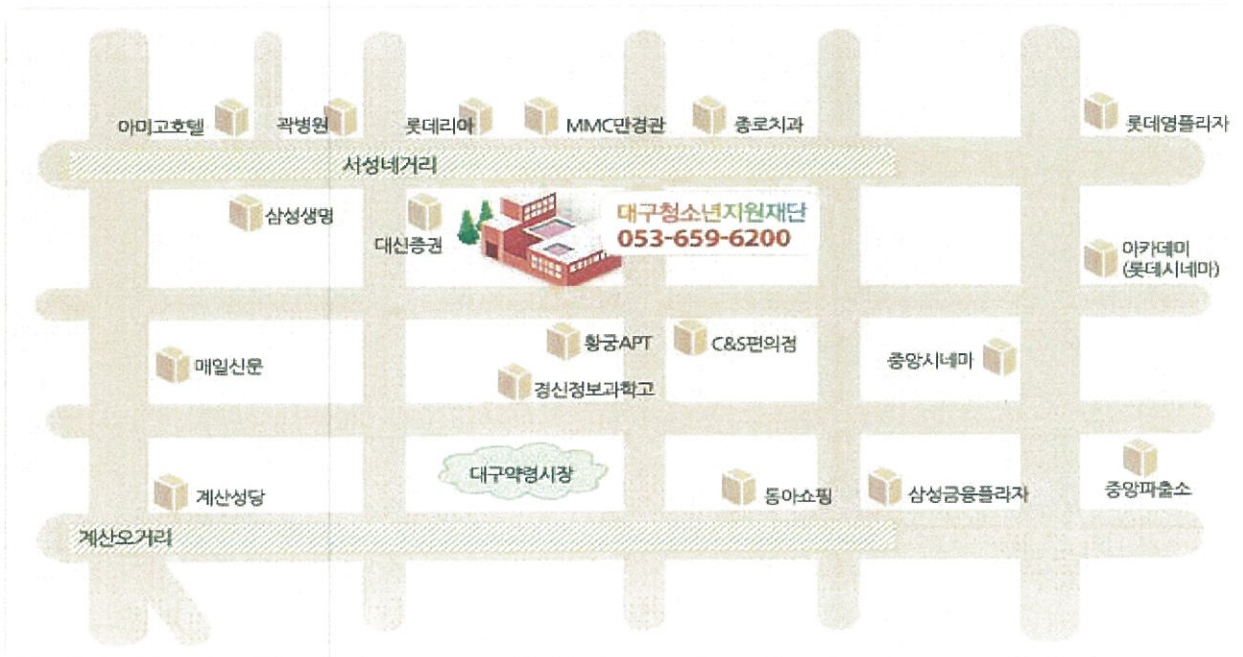 아미고호텔
곽병원
롯데리아
MMC만경관
종로치과
롯데영플라자
서성네거리
삼성생명
대신증권
대구청소년지원재단
053-659-6200
아카데미
(롯데시네마)
매일신문
황궁APT
C&S편의점
중앙시네마
경신정보과학고
대구약령시장
계산성당
동아쇼핑
삼성금융플라자
중앙파출소
계산오거리